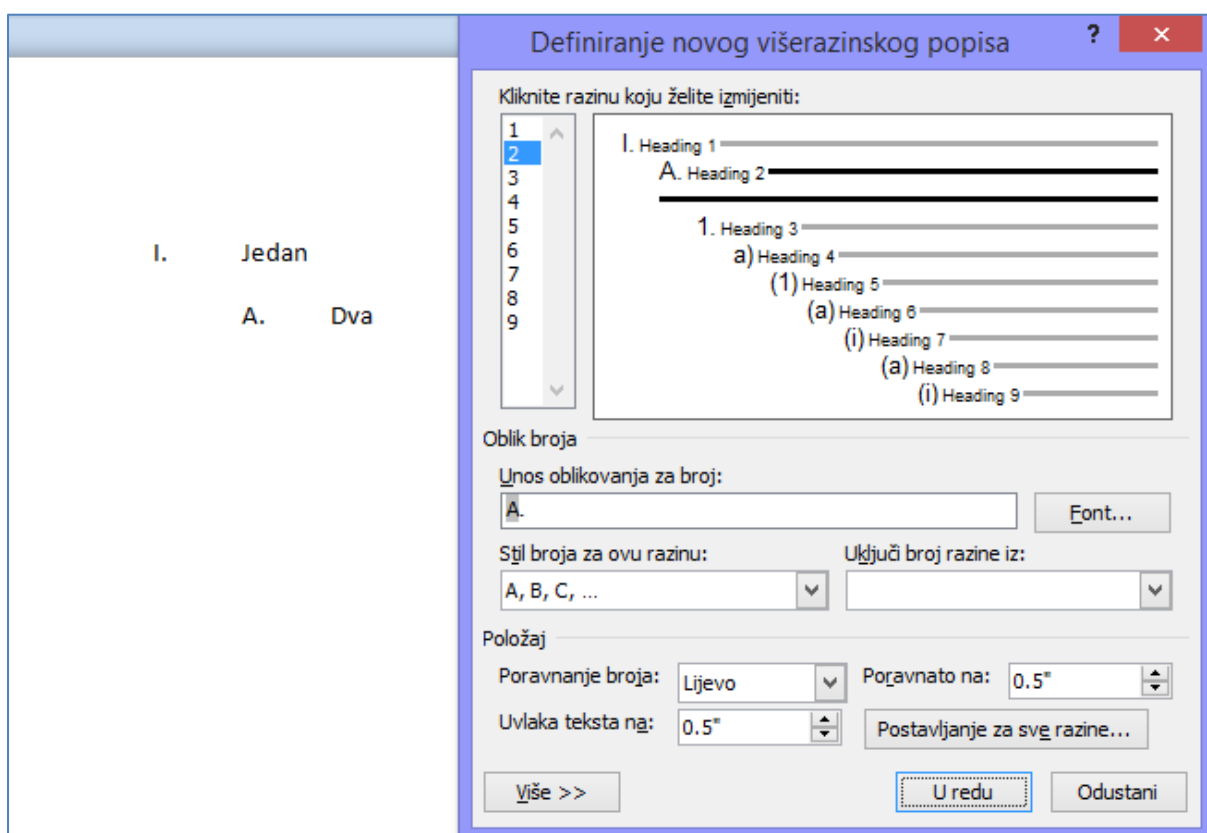 Definiranje novog višerazinskog popisa ? ×
Kliknite razinu koju želite izmijeniti:
1
2
3
4
5
6
7
8
9
I. Heading 1
A. Heading 2
1. Heading 3
a) Heading 4
(1) Heading 5
(a) Heading 6
(i) Heading 7
(a) Heading 8
(i) Heading 9
I. Jedan
A. Dva
Oblik broja
Unos oblikovanja za broj:
A.
Font...
Stil broja za ovu razinu: Uključi broj razine iz:
A, B, C, ...
Položaj
Poravnanje broja: Lijevo Poravnato na: 0.5"
Uvlaka teksta na: 0.5" Postavljanje za sve razine...
Više >> U redu Odustani